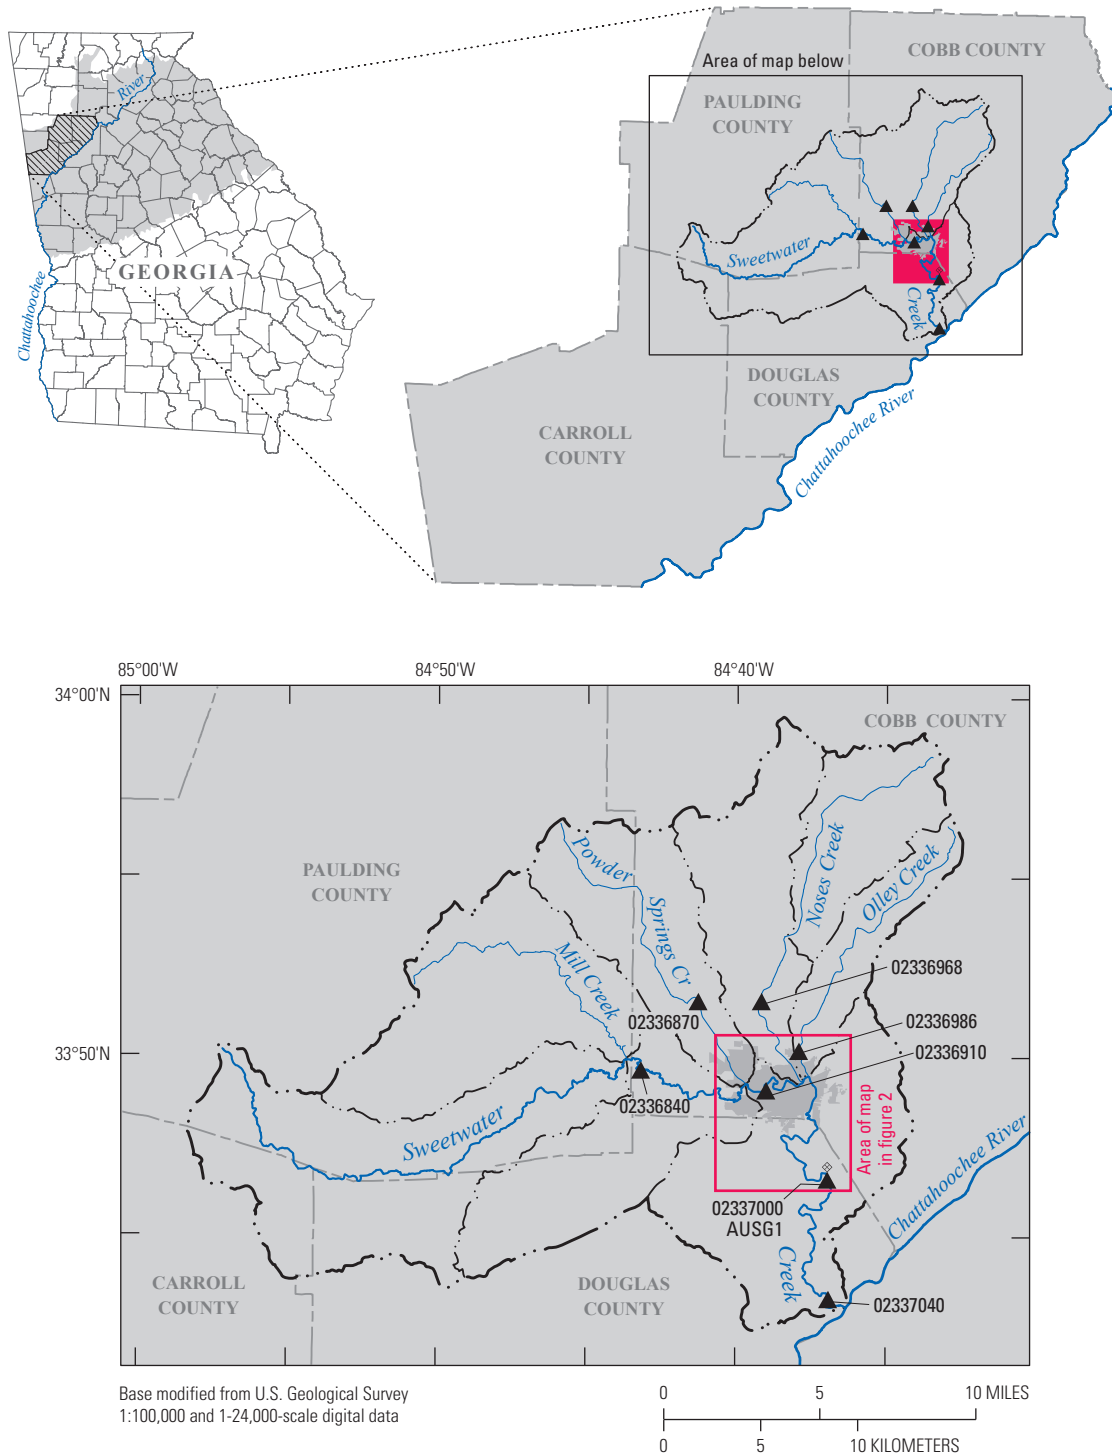 River
GEORGIA
Chattahoochee
COBB COUNTY
Area of map below
PAULDING
COUNTY
Sweetwater
Creek
DOUGLAS
COUNTY
CARROLL
COUNTY
Chattahoochee River
85°00'W
84°50'W
84°40'W
34°00'N
33°50'N
COBB COUNTY
PAULDING
COUNTY
Powder
Springs Cr
Noses Creek
Olley Creek
Mill Creek
02336968
02336870
02336986
02336910
02336840
Sweetwater
Area of map
in figure 2
02337000
AUSG1
Chattahoochee River
Creek
CARROLL
COUNTY
DOUGLAS
COUNTY
02337040
Base modified from U.S. Geological Survey
1:100,000 and 1-24,000-scale digital data
0 5 10 MILES
0 5 10 KILOMETERS